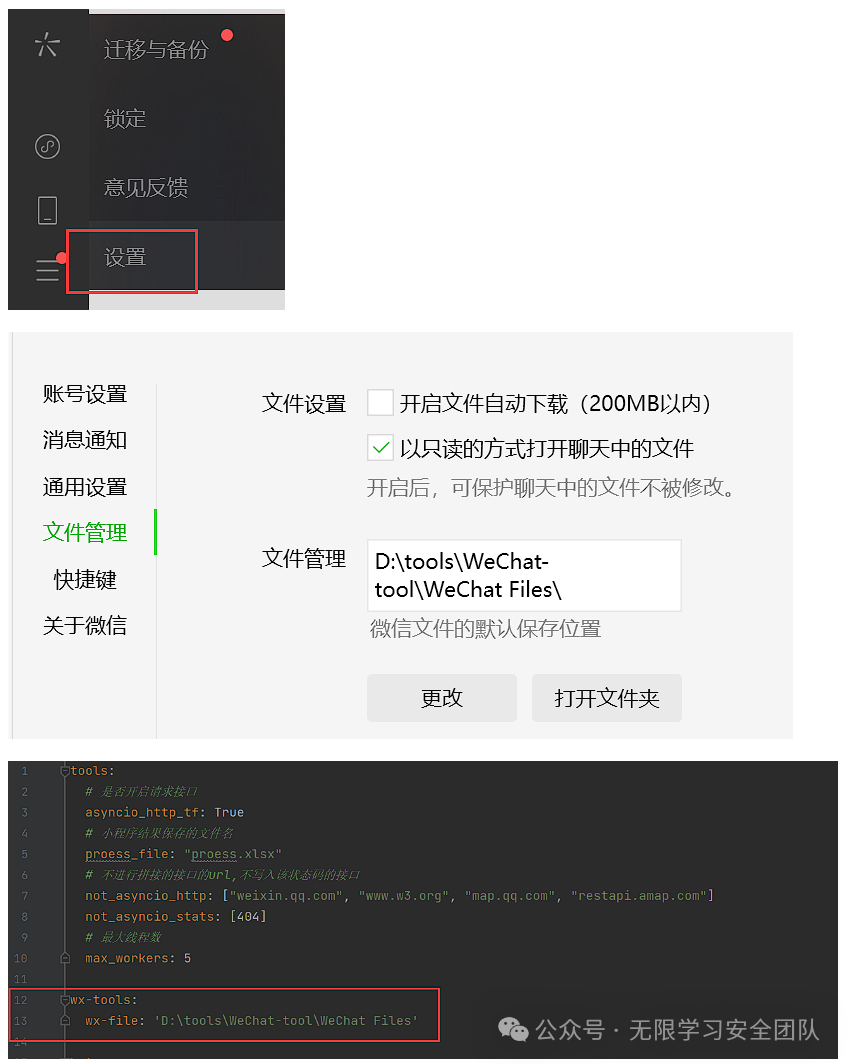 迁移与备份
锁定
意见反馈
设置
账号设置
消息通知
通用设置
文件管理
快捷键
关于微信
文件设置 开启文件自动下载（200MB以内）
以只读的方式打开聊天中的文件
开启后，可保护聊天中的文件不被修改。
文件管理 D:\tools\WeChat-
tool\WeChat Files\
微信文件的默认保存位置
更改 打开文件夹
1 tools:
2 # 是否开启请求接口
3 asyncio_http_tf: True
4 # 小程序结果保存的文件名
5 proess_file: "proess.xlsx"
6 # 不进行拼接的接口的url,不写入该状态码的接口
7 not_asyncio_http: ["weixin.qq.com", "www.w3.org", "map.qq.com", "restapi.amap.com"]
8 not_asyncio_stats: [404]
9 # 最大线程数
10 max_workers: 5
11
12 wx-tools:
13 wx-file: 'D:\tools\WeChat-tool\WeChat Files'
14
公众号 · 无限学习安全团队